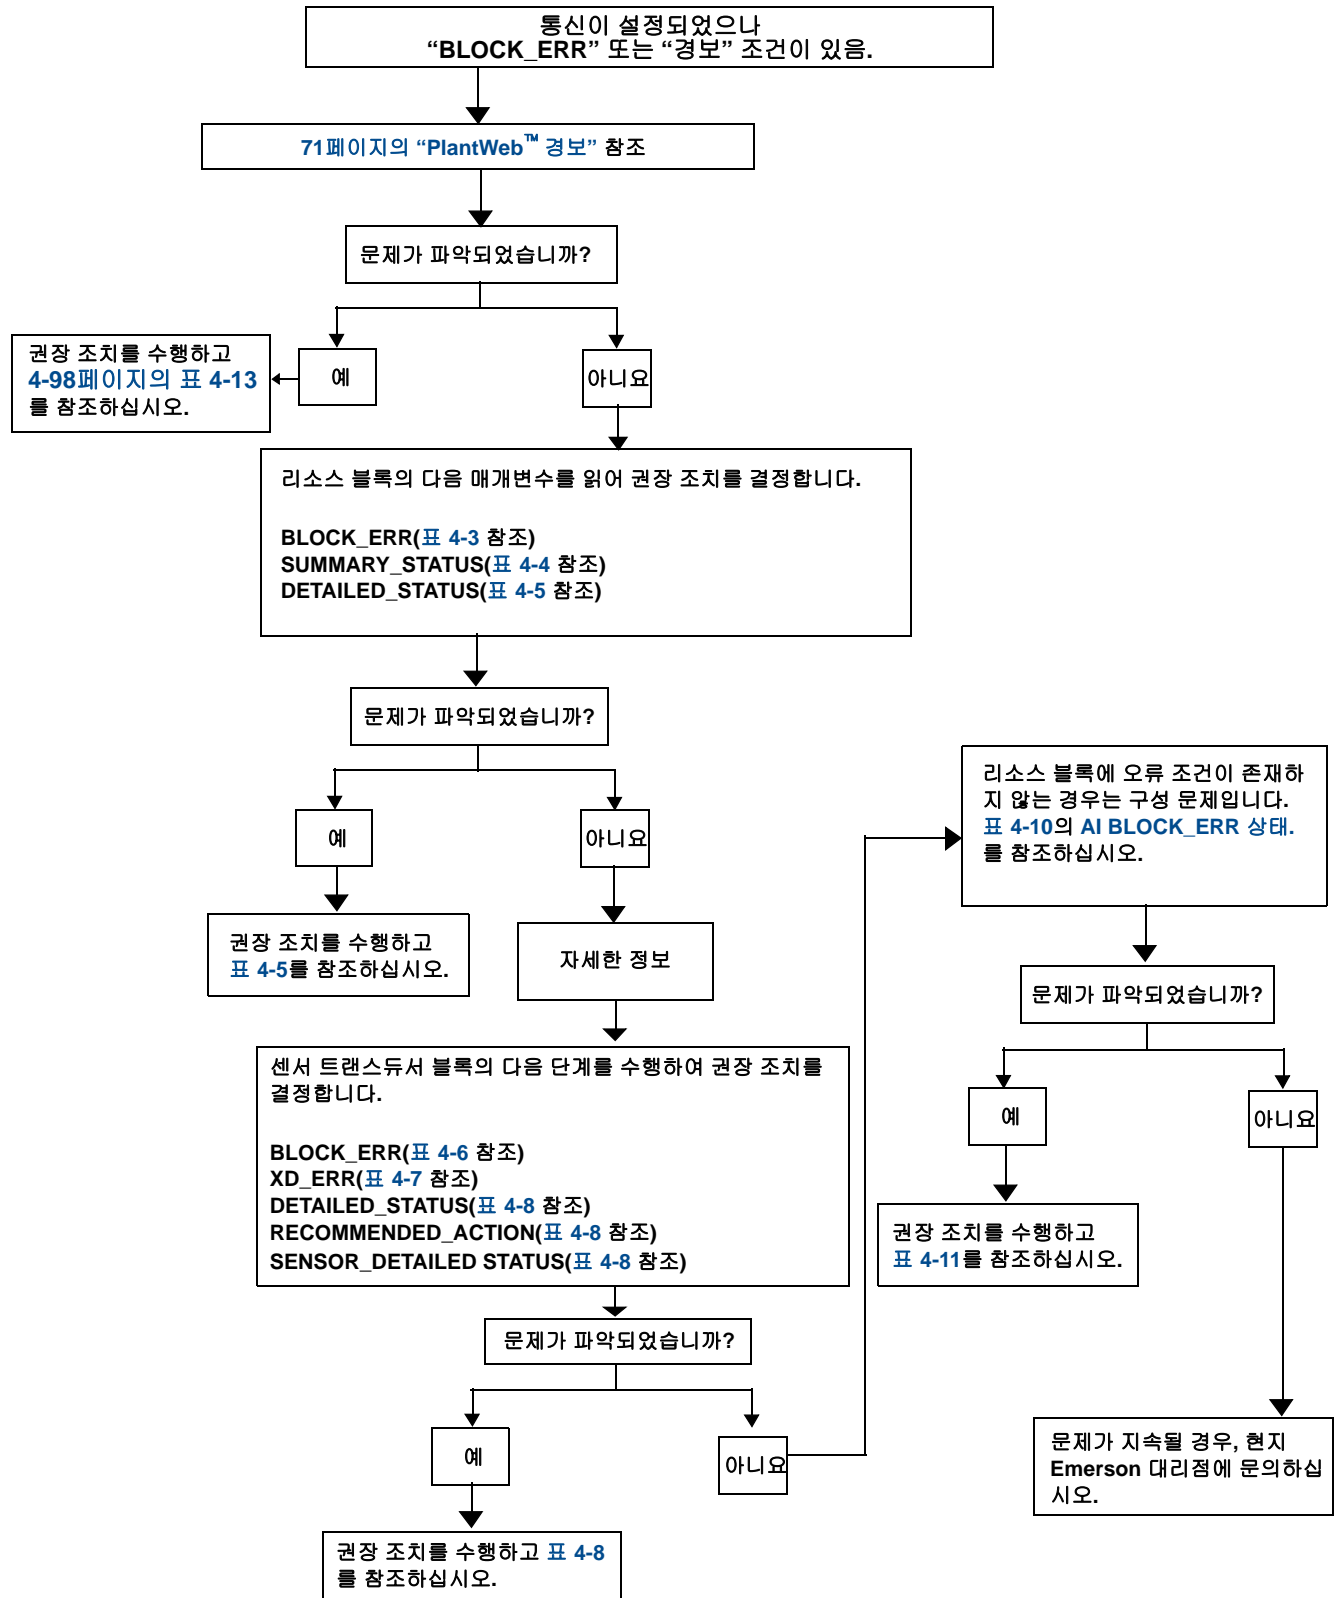 통신이 설정되었으나
“BLOCK_ERR” 또는 “경보” 조건이 있음.
71페이지의 “PlantWeb™ 경보” 참조
문제가 파악되었습니까?
예
아니요
권장 조치를 수행하고
4-98페이지의 표 4-13
를 참조하십시오.
리소스 블록의 다음 매개변수를 읽어 권장 조치를 결정합니다.
BLOCK_ERR(표 4-3 참조)
SUMMARY_STATUS(표 4-4 참조)
DETAILED_STATUS(표 4-5 참조)
문제가 파악되었습니까?
예
아니요
권장 조치를 수행하고
표 4-5를 참조하십시오.
자세한 정보
센서 트랜스듀서 블록의 다음 단계를 수행하여 권장 조치를
결정합니다.
BLOCK_ERR(표 4-6 참조)
XD_ERR(표 4-7 참조)
DETAILED_STATUS(표 4-8 참조)
RECOMMENDED_ACTION(표 4-8 참조)
SENSOR_DETAILED STATUS(표 4-8 참조)
문제가 파악되었습니까?
예
아니요
권장 조치를 수행하고 표 4-8
를 참조하십시오.
리소스 블록에 오류 조건이 존재하
지 않는 경우는 구성 문제입니다.
표 4-10의 AI BLOCK_ERR 상태.
를 참조하십시오.
문제가 파악되었습니까?
예
아니요
권장 조치를 수행하고
표 4-11를 참조하십시오.
문제가 지속될 경우, 현지
Emerson 대리점에 문의하십
시오.